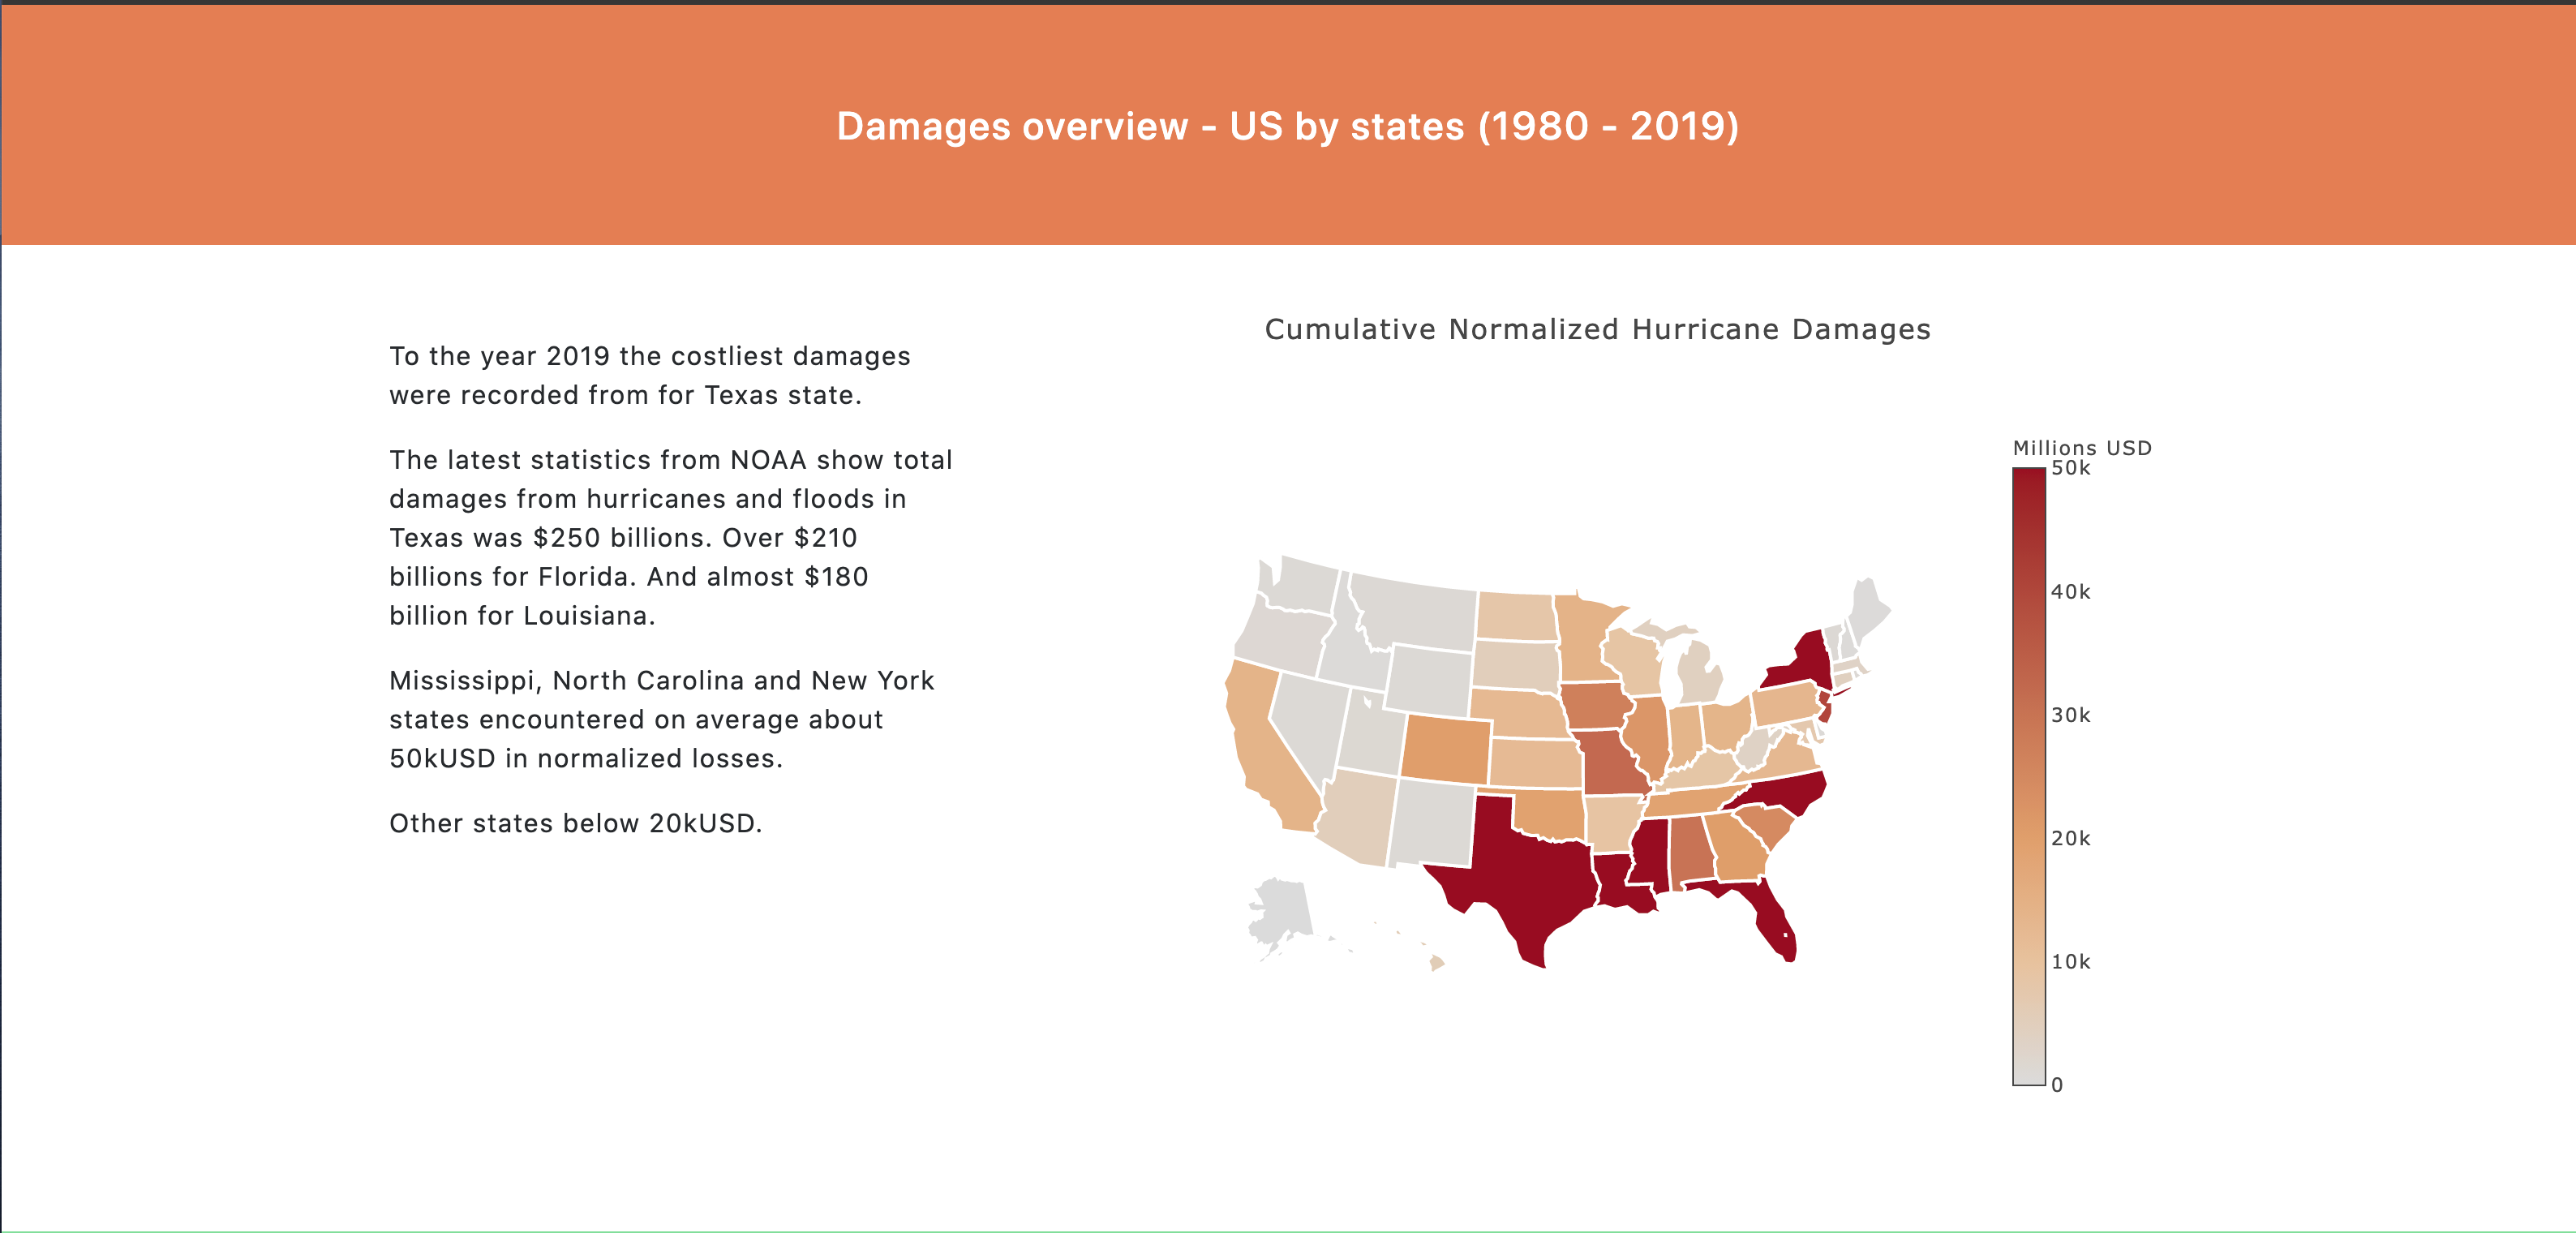 Damages overview - US by states (1980 - 2019)
To the year 2019 the costliest damages
were recorded from for Texas state.
The latest statistics from NOAA show total
damages from hurricanes and floods in
Texas was $250 billions. Over $210
billions for Florida. And almost $180
billion for Louisiana.
Mississippi, North Carolina and New York
states encountered on average about
50kUSD in normalized losses.
Other states below 20kUSD.
Cumulative Normalized Hurricane Damages
Millions USD
50k
40k
30k
20k
10k
0